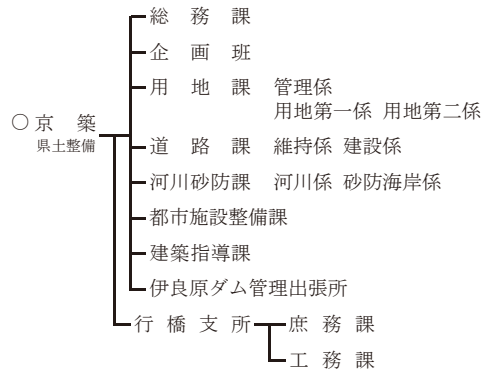 総務課
企画班
用地課 管理係
用地第一係 用地第二係
○京築
県土整備
道路課 維持係 建設係
河川砂防課 河川係 砂防海岸係
都市施設整備課
建築指導課
伊良原ダム管理出張所
行橋支所 庶務課
工務課